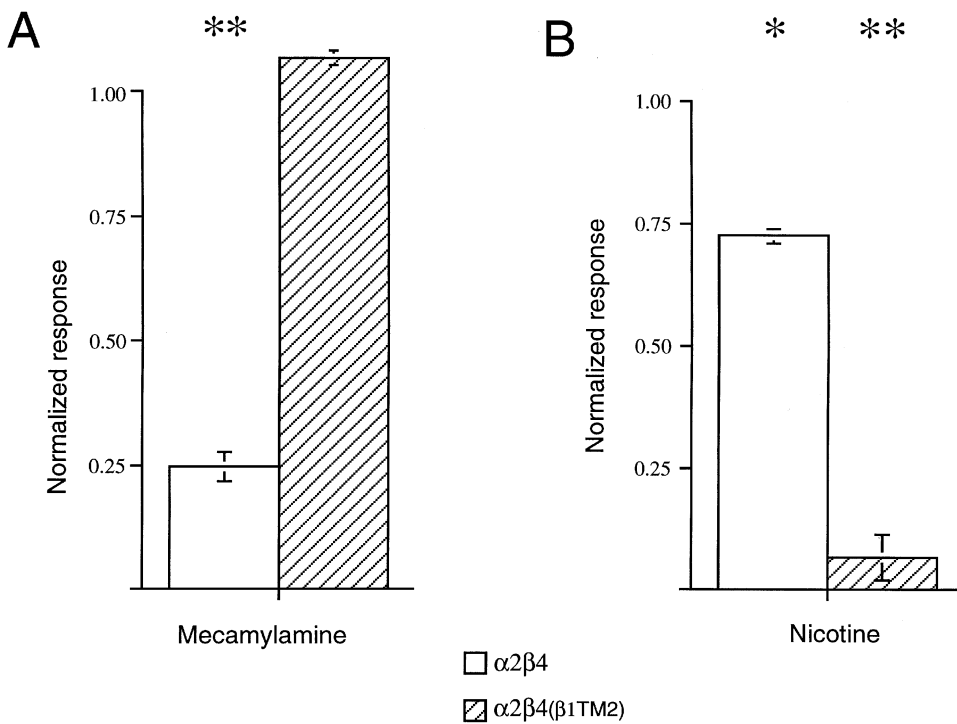 A
**
Normalized response
1.00
0.75
0.50
0.25
Mecamylamine
B
* **
Normalized response
1.00
0.75
0.50
0.25
Nicotine
α2β4
α2β4(β1TM2)